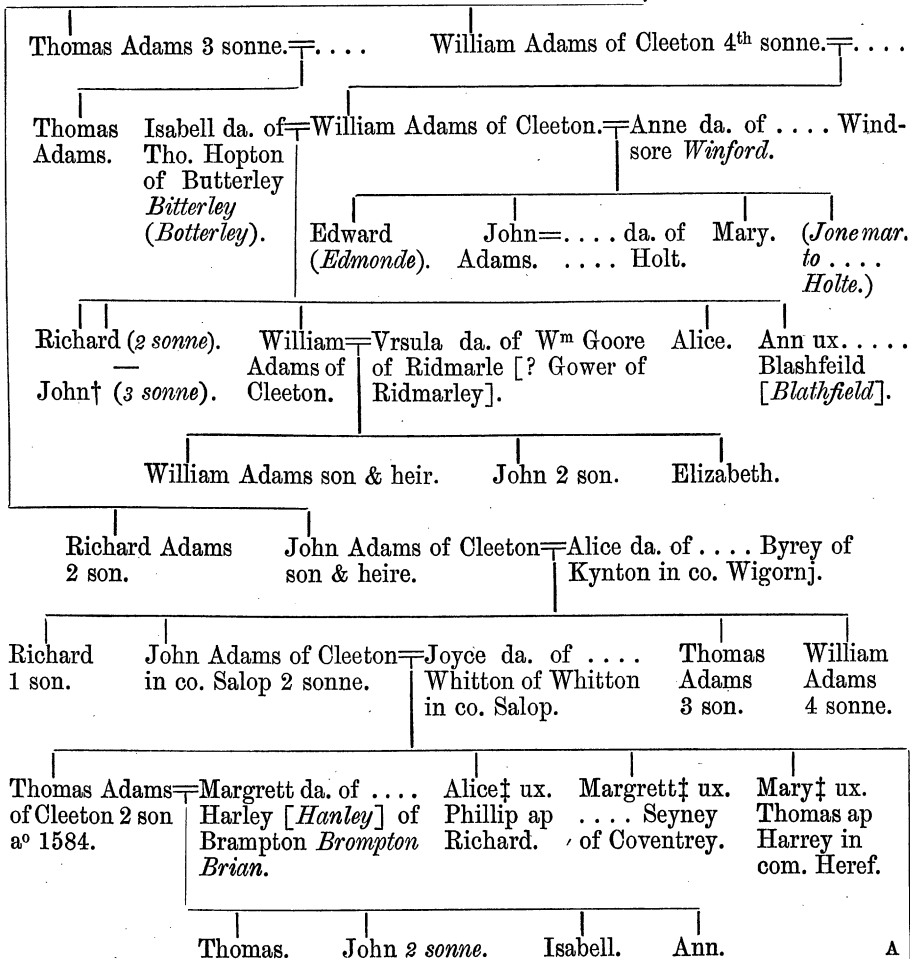 Thomas Adams 3 sonne.=.... William Adams of Cleeton 4th sonne.=....
Thomas Adams.
Isabell da. of Tho. Hopton of Butterley Bitterley (Botterley).
=William Adams of Cleeton.=
Anne da. of .... Wind-
sore Winford.
Edward (Edmonde).
John Adams.
=.... da. of .... Holt.
Mary.
(Jone mar. to .... Holte.)
Richard (2 sonne).
—
John† (3 sonne).
William Adams of Cleeton.
=Vrsula da. of Wm Goore
of Ridmarle [? Gower of
Ridmarley].
Alice.
Ann ux.....
Blashfeild
[Blathfield].
William Adams son & heir. John 2 son. Elizabeth.
Richard Adams
2 son.
John Adams of Cleeton=
son & heire.
Alice da. of .... Byrey of
Kynton in co. Wigornj.
Richard
1 son.
John Adams of Cleeton=
in co. Salop 2 sonne.
Joyce da. of ....
Whitton of Whitton
in co. Salop.
Thomas
Adams
3 son.
William
Adams
4 sonne.
Thomas Adams=
of Cleeton 2 son
ao 1584.
Margrett da. of ....
Harley [Hanley] of
Brampton Brompton
Brian.
Alice‡ ux.
Phillip ap
Richard.
Margrett‡ ux.
.... Seyney
of Coventrey.
Mary‡ ux.
Thomas ap
Harrey in
com. Heref.
Thomas. John 2 sonne. Isabell. Ann. A